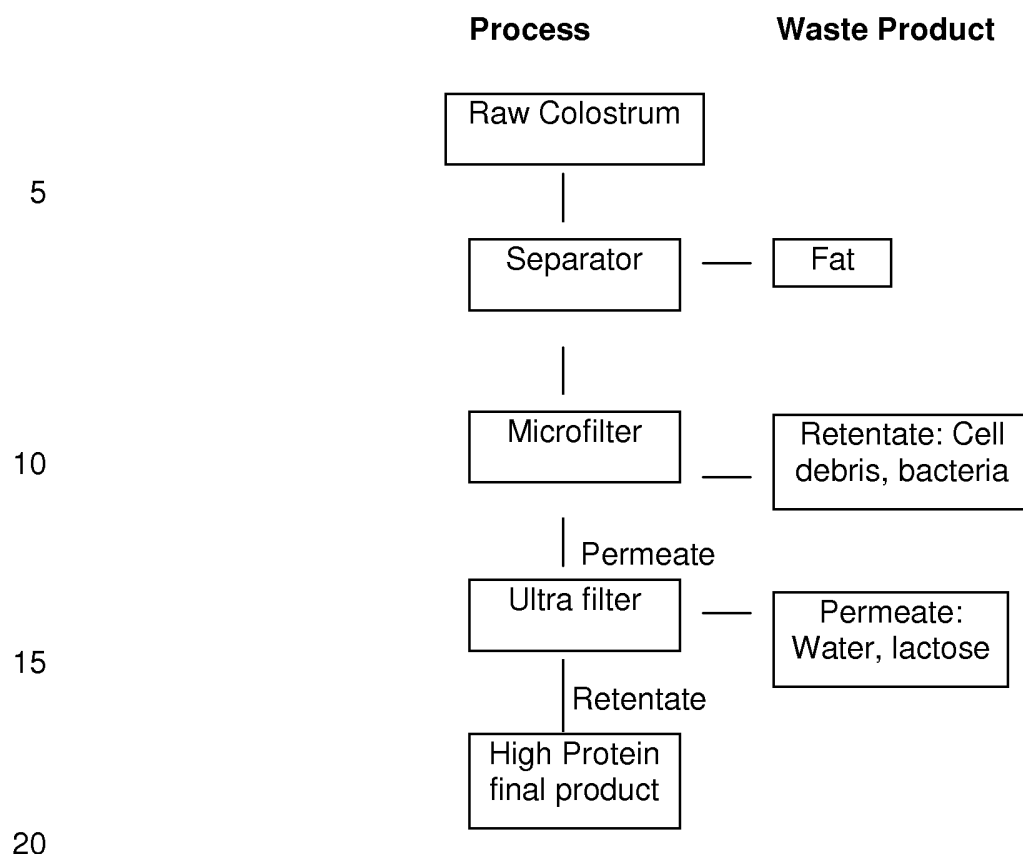 Process Waste Product
Raw Colostrum
5
Separator
Fat
Microfilter
Retentate: Cell
debris, bacteria
10
Permeate
Ultra filter
Permeate:
Water, lactose
15
Retentate
High Protein
final product
20